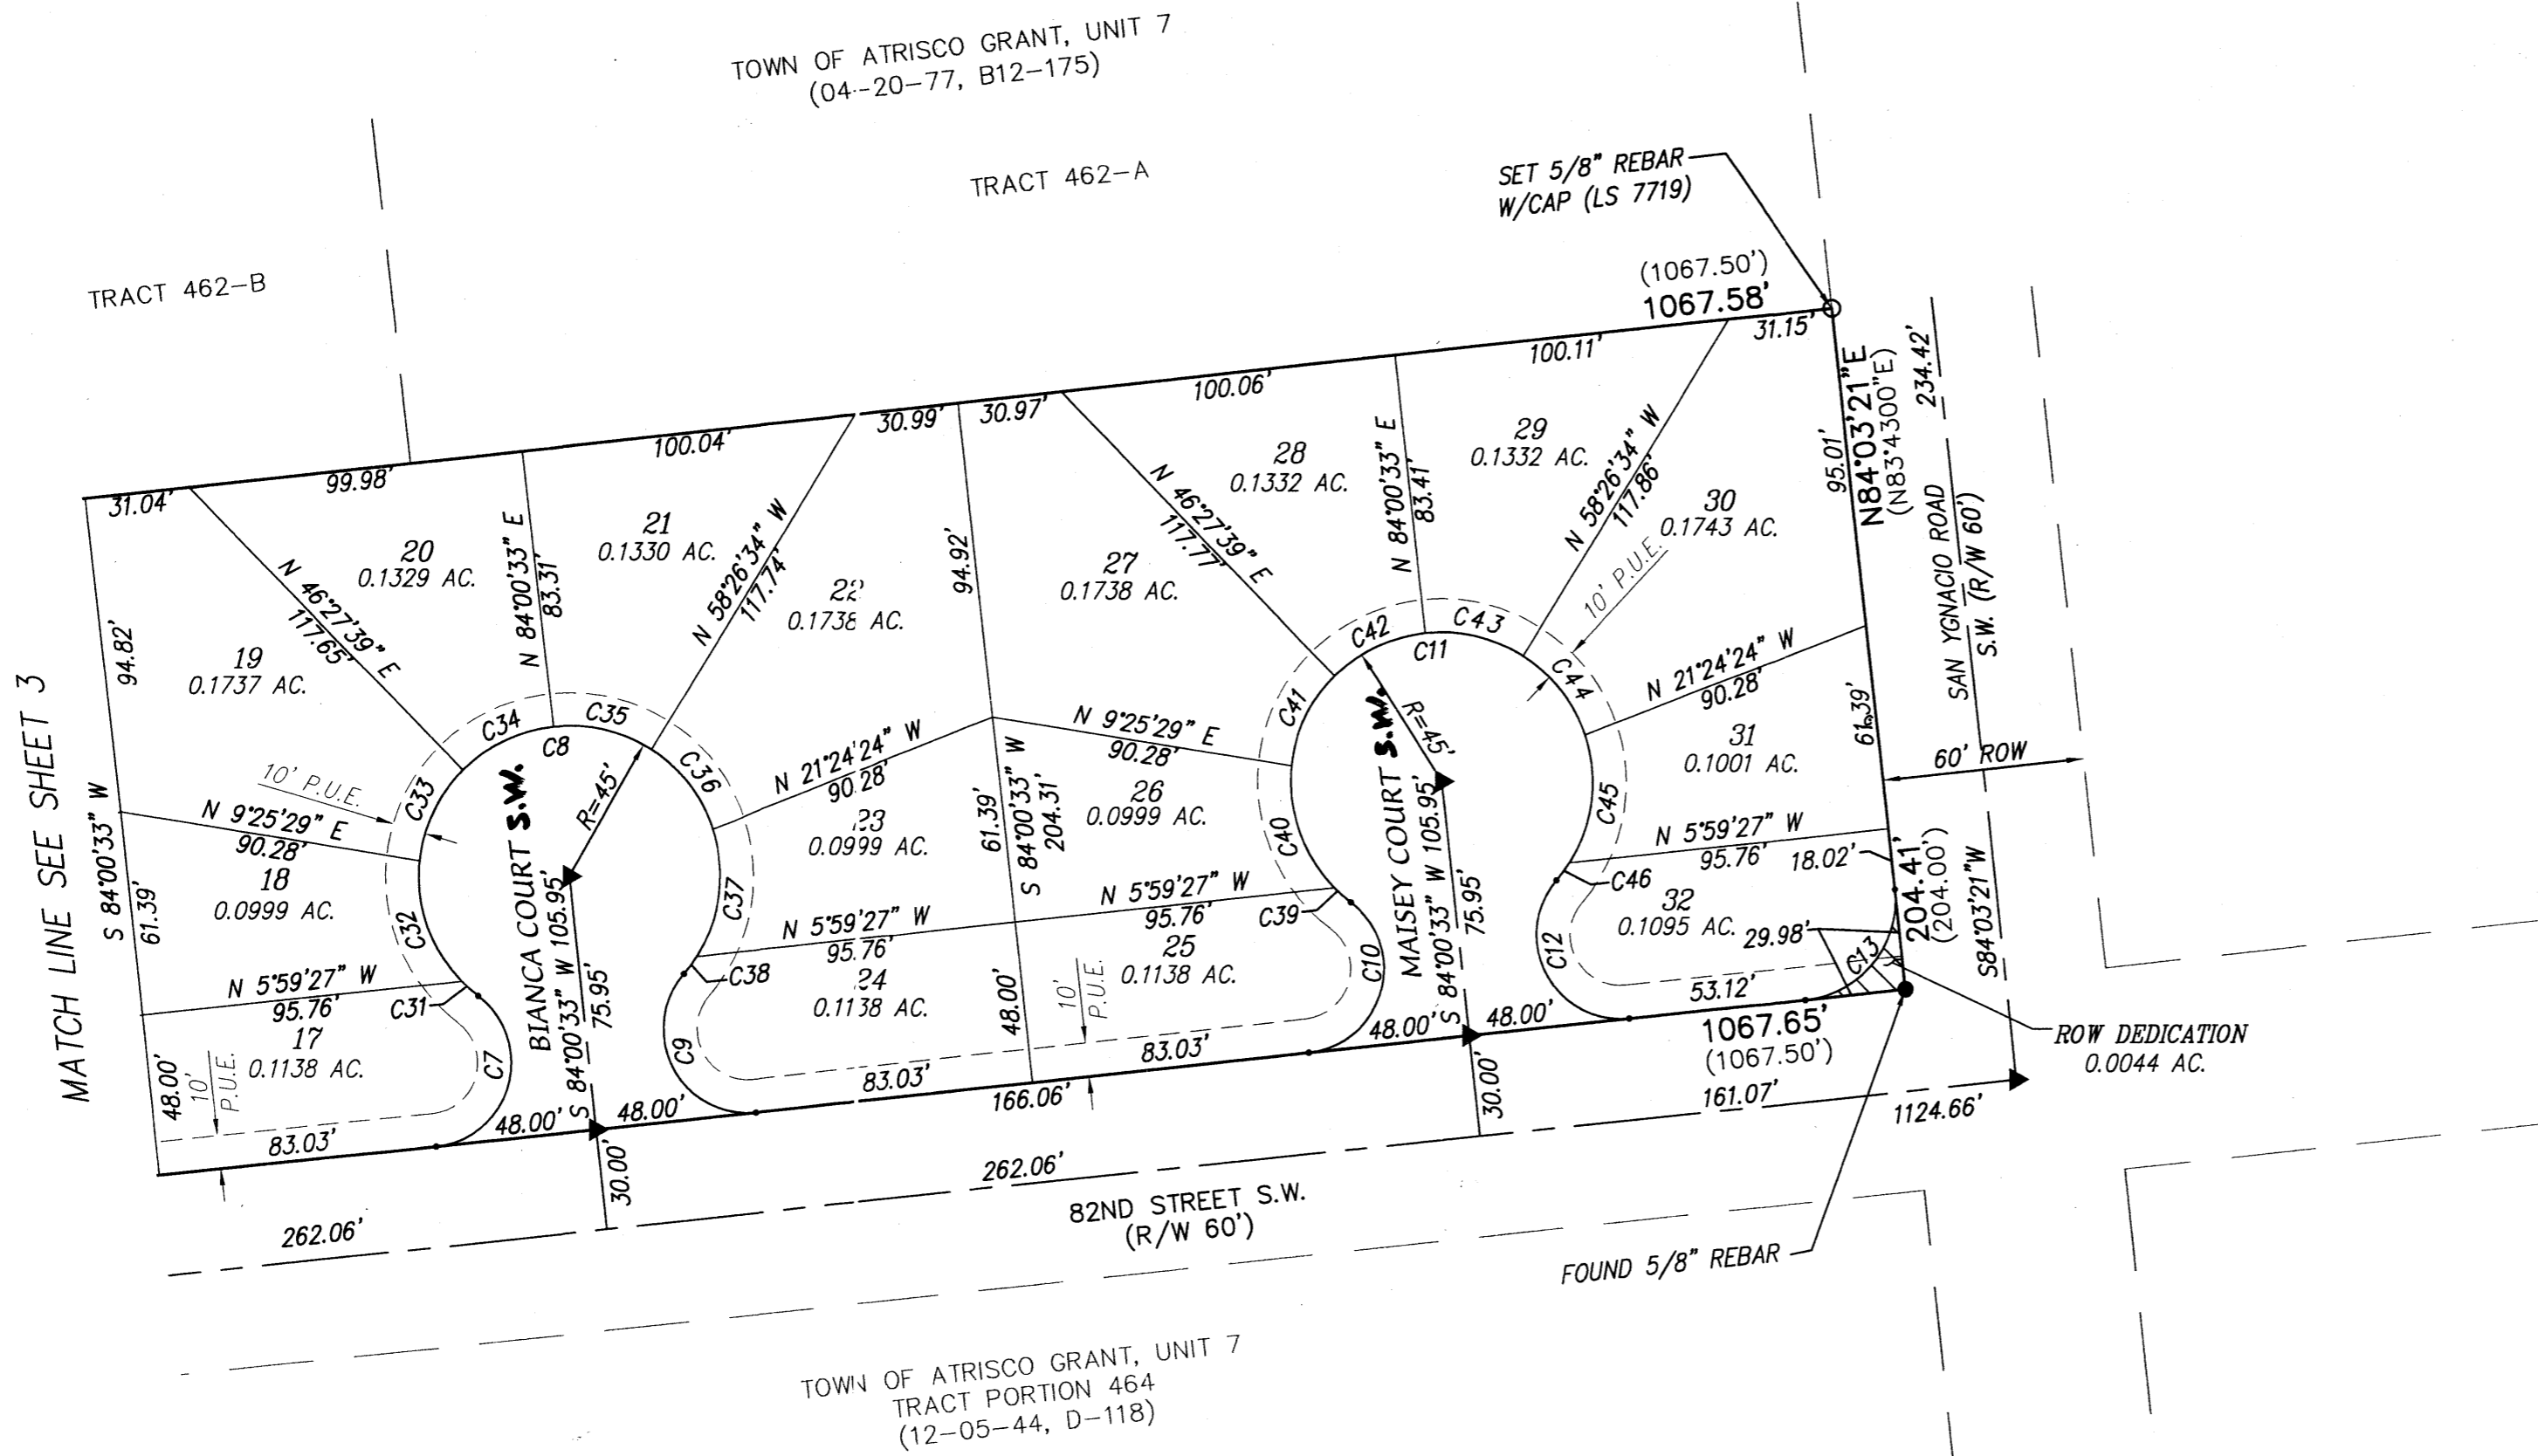 TOWN OF ATRISCO GRANT, UNIT 7
(04--20-77, B12-175)
TRACT 462-A
TRACT 462-B
SET 5/8" REBAR
W/CAP (LS 7719)
(1067.50')
1067.58'
31.15'
100.11'
100.06'
30.97'
30.99'
100.04'
99.98'
31.04'
MATCH LINE SEE SHEET 3
S 84°00'33" W
94.82'
61.39'
48.00'
19
0.1737 AC.
N 46°27'39" E
117.65'
20
0.1329 AC.
N 84°00'33" E
83.31'
21
0.1330 AC.
N 58°26'34" W
117.74'
22
0.1738 AC.
94.92'
27
0.1738 AC.
N 46°27'39" E
117.77'
28
0.1332 AC.
N 84°00'33" E
83.41'
29
0.1332 AC.
N 58°26'34" W
117.86'
30
0.1743 AC.
10' P.U.E.
95.01'
N84°03'21"E
(N83°4300"E)
234.42'
SAN YGNACIO ROAD
S.W. (R/W 60')
10' P.U.E.
N 9°25'29" E
90.28'
18
0.0999 AC.
N 5°59'27" W
95.76'
17
0.1138 AC.
10'
P.U.E.
83.03'
C31
C32
C33
C34
C35
C36
C37
C38
C7
C8
C9
R=45'
BIANCA COURT S.W.
S 84°00'33" W 105.95'
75.95'
N 21°24'24" W
90.28'
23
0.0999 AC.
N 5°59'27" W
95.76'
24
0.1138 AC.
61.39'
S 84°00'33" W
204.31'
48.00'
N 9°25'29" E
90.28'
26
0.0999 AC.
N 5°59'27" W
95.76'
25
0.1138 AC.
10'
P.U.E.
C39
C40
C41
C42
C43
C44
C45
C46
C10
C11
C12
C13
R=45'
MAISEY COURT S.W.
S 84°00'33" W 105.95'
75.95'
N 21°24'24" W
90.28'
31
0.1001 AC.
61.39'
60' ROW
N 5°59'27" W
95.76'
18.02'
32
0.1095 AC.
29.98'
204.41'
(204.00')
S84°03'21"W
53.12'
48.00'
48.00'
83.03'
83.03'
166.06'
48.00'
48.00'
30.00'
30.00'
1067.65'
(1067.50')
ROW DEDICATION
0.0044 AC.
161.07'
1124.66'
262.06'
262.06'
82ND STREET S.W.
(R/W 60')
FOUND 5/8" REBAR
TOWN OF ATRISCO GRANT, UNIT 7
TRACT PORTION 464
(12-05-44, D-118)